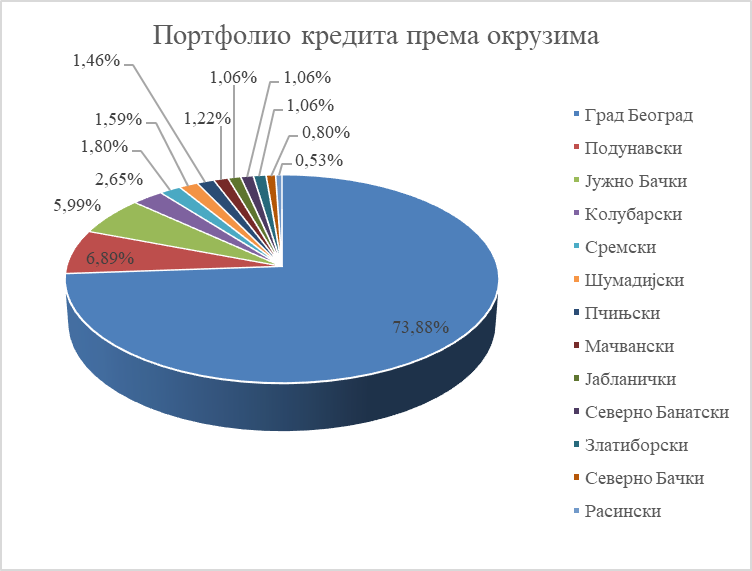 Портфолио кредита према окрузима
1,46%
1,06%
1,06%
1,06%
1,59%
1,22%
0,80%
1,80%
0,53%
2,65%
5,99%
6,89%
73,88%
Град Београд
Подунавски
Јужно Бачки
Колубарски
Сремски
Шумадијски
Пчињски
Мачвански
Јабланички
Северно Банатски
Златиборски
Северно Бачки
Расински